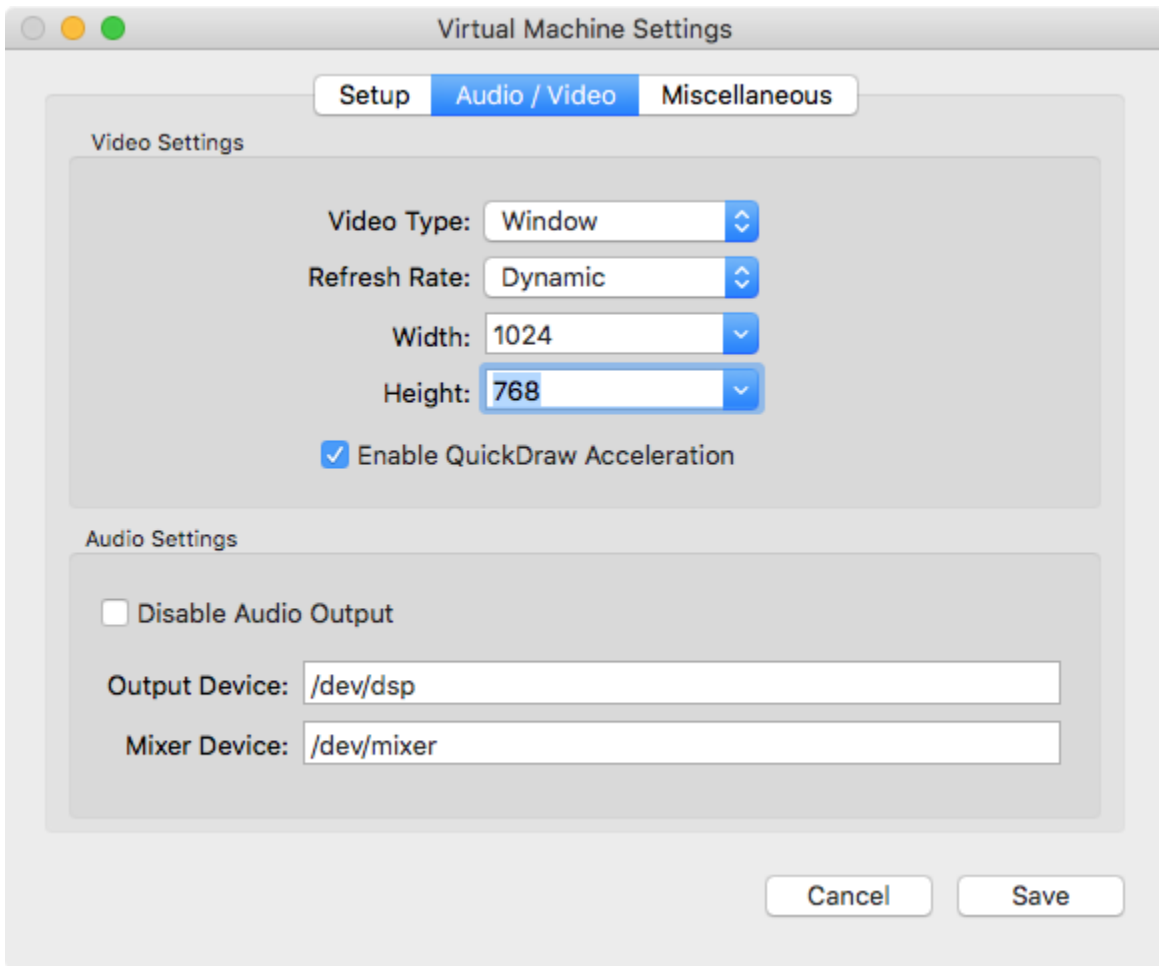 Virtual Machine Settings
Setup Audio / Video Miscellaneous
Video Settings
Video Type: Window
Refresh Rate: Dynamic
Width: 1024
Height: 768
Enable QuickDraw Acceleration
Audio Settings
Disable Audio Output
Output Device: /dev/dsp
Mixer Device: /dev/mixer
Cancel Save